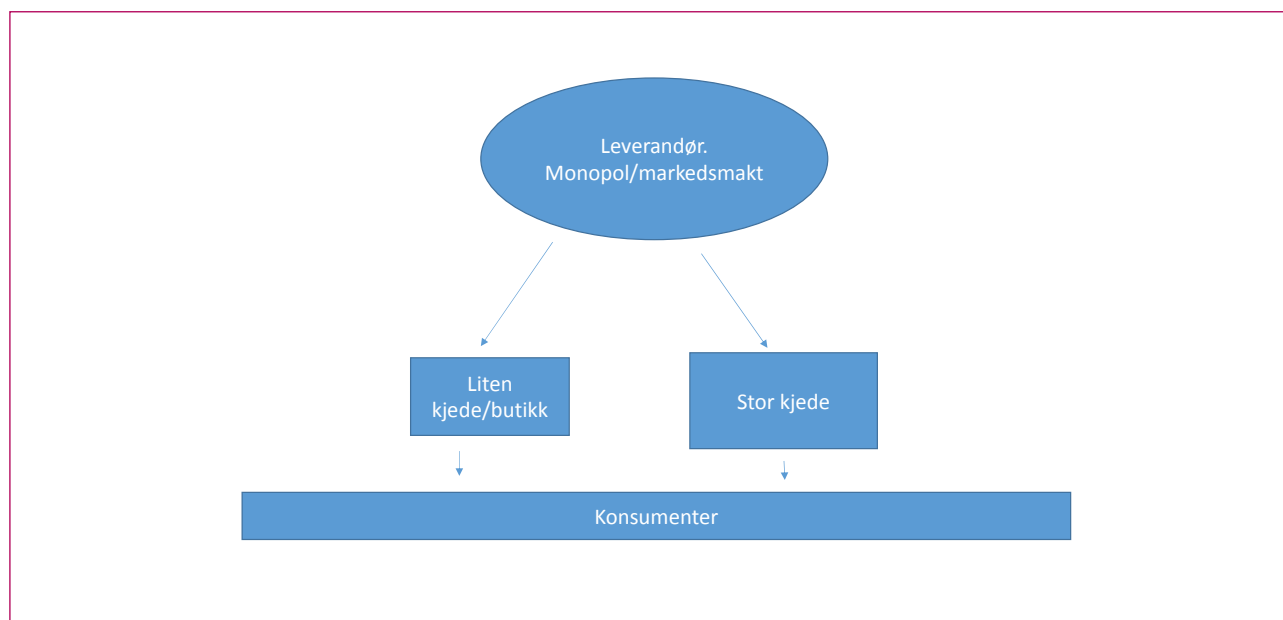 Leverandør.
Monopol/markedsmakt
Liten
kjede/butikk
Stor kjede
Konsumenter